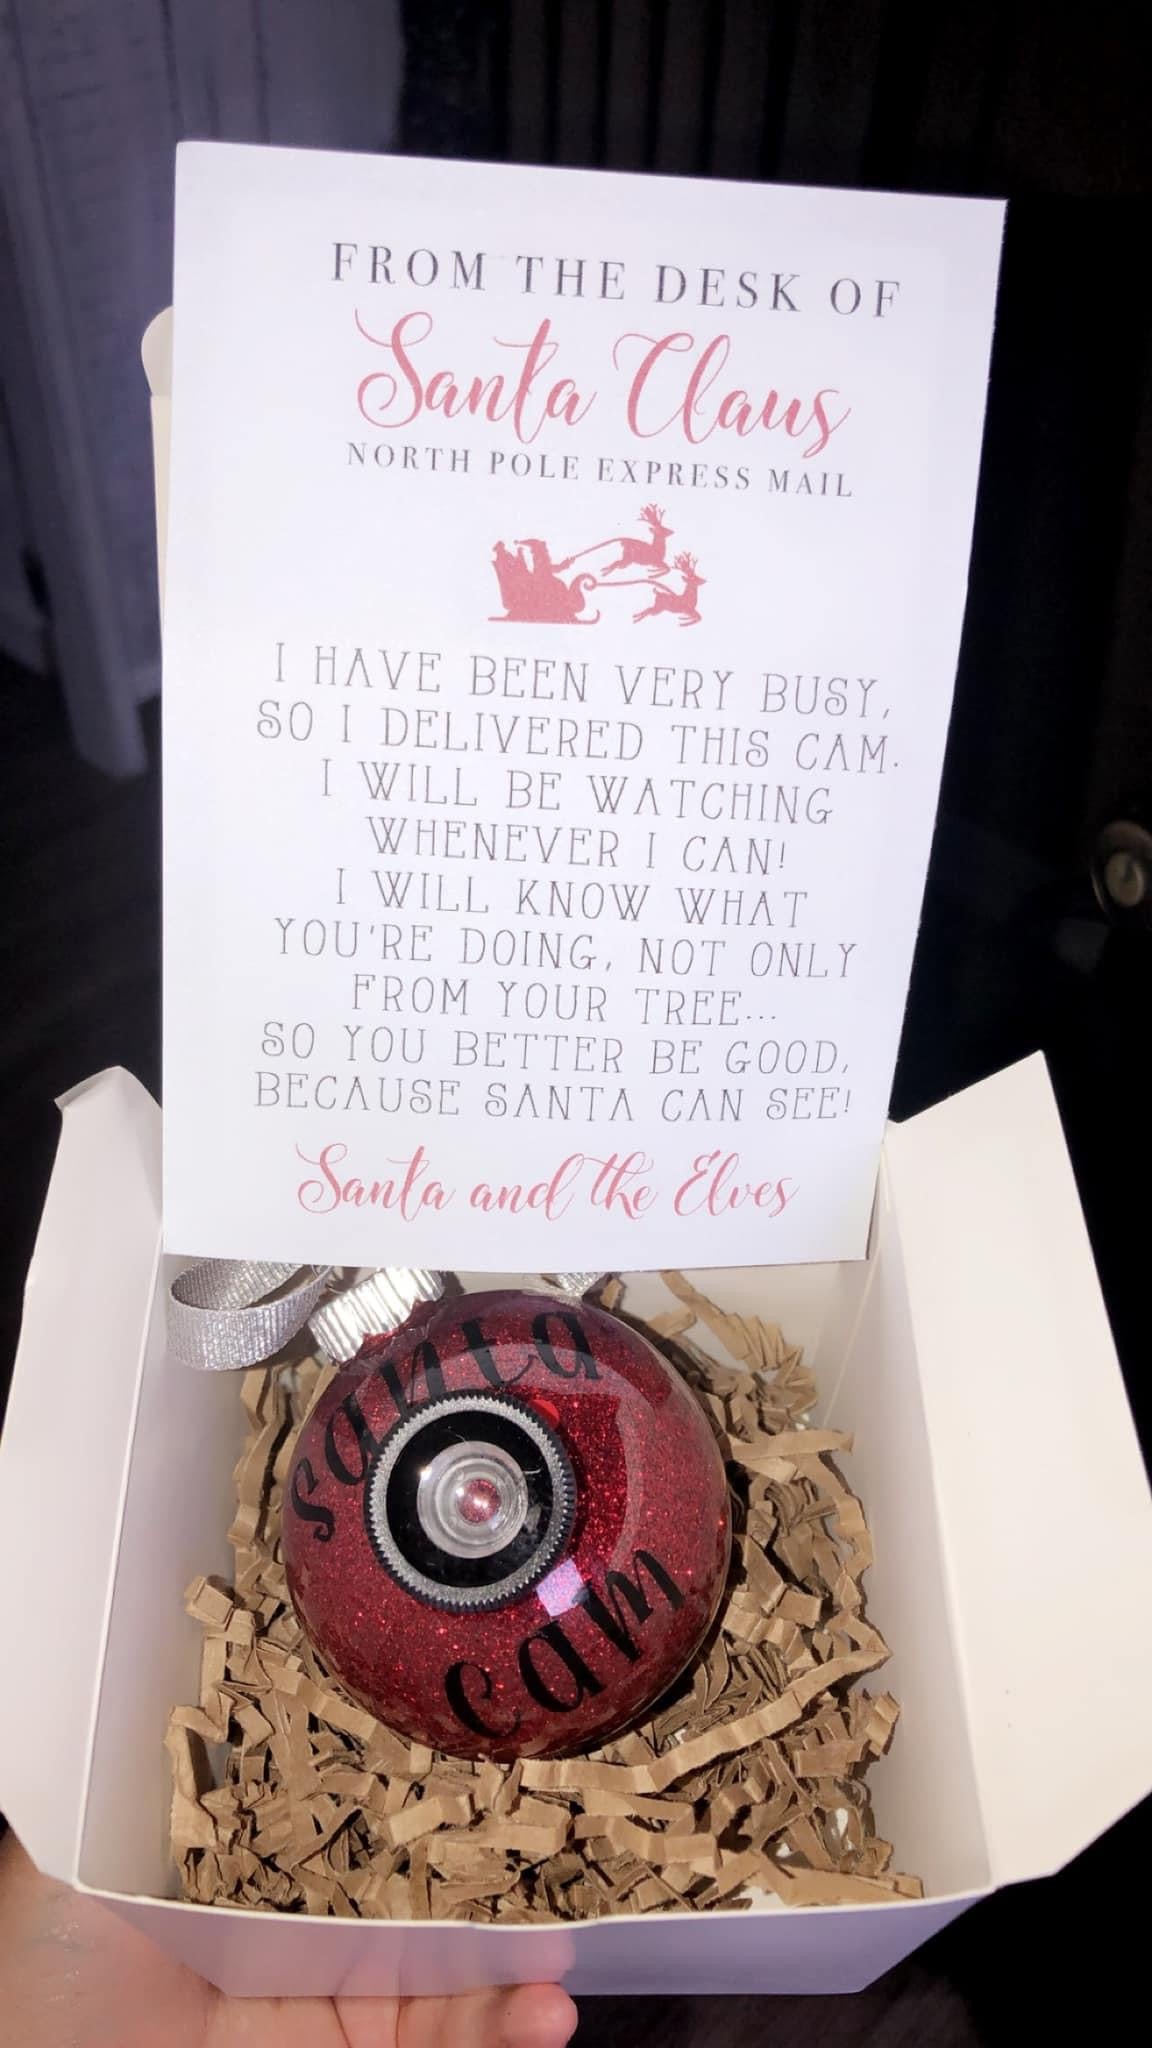 FROM THE DESK OF
Santa Claus
NORTH POLE EXPRESS MAIL
I HAVE BEEN VERY BUSY,
SO I DELIVERED THIS CAM.
I WILL BE WATCHING
WHENEVER I CAN!
I WILL KNOW WHAT
YOU'RE DOING, NOT ONLY
FROM YOUR TREE...
SO YOU BETTER BE GOOD,
BECAUSE SANTA CAN SEE!
Santa and the Elves
santa
cam